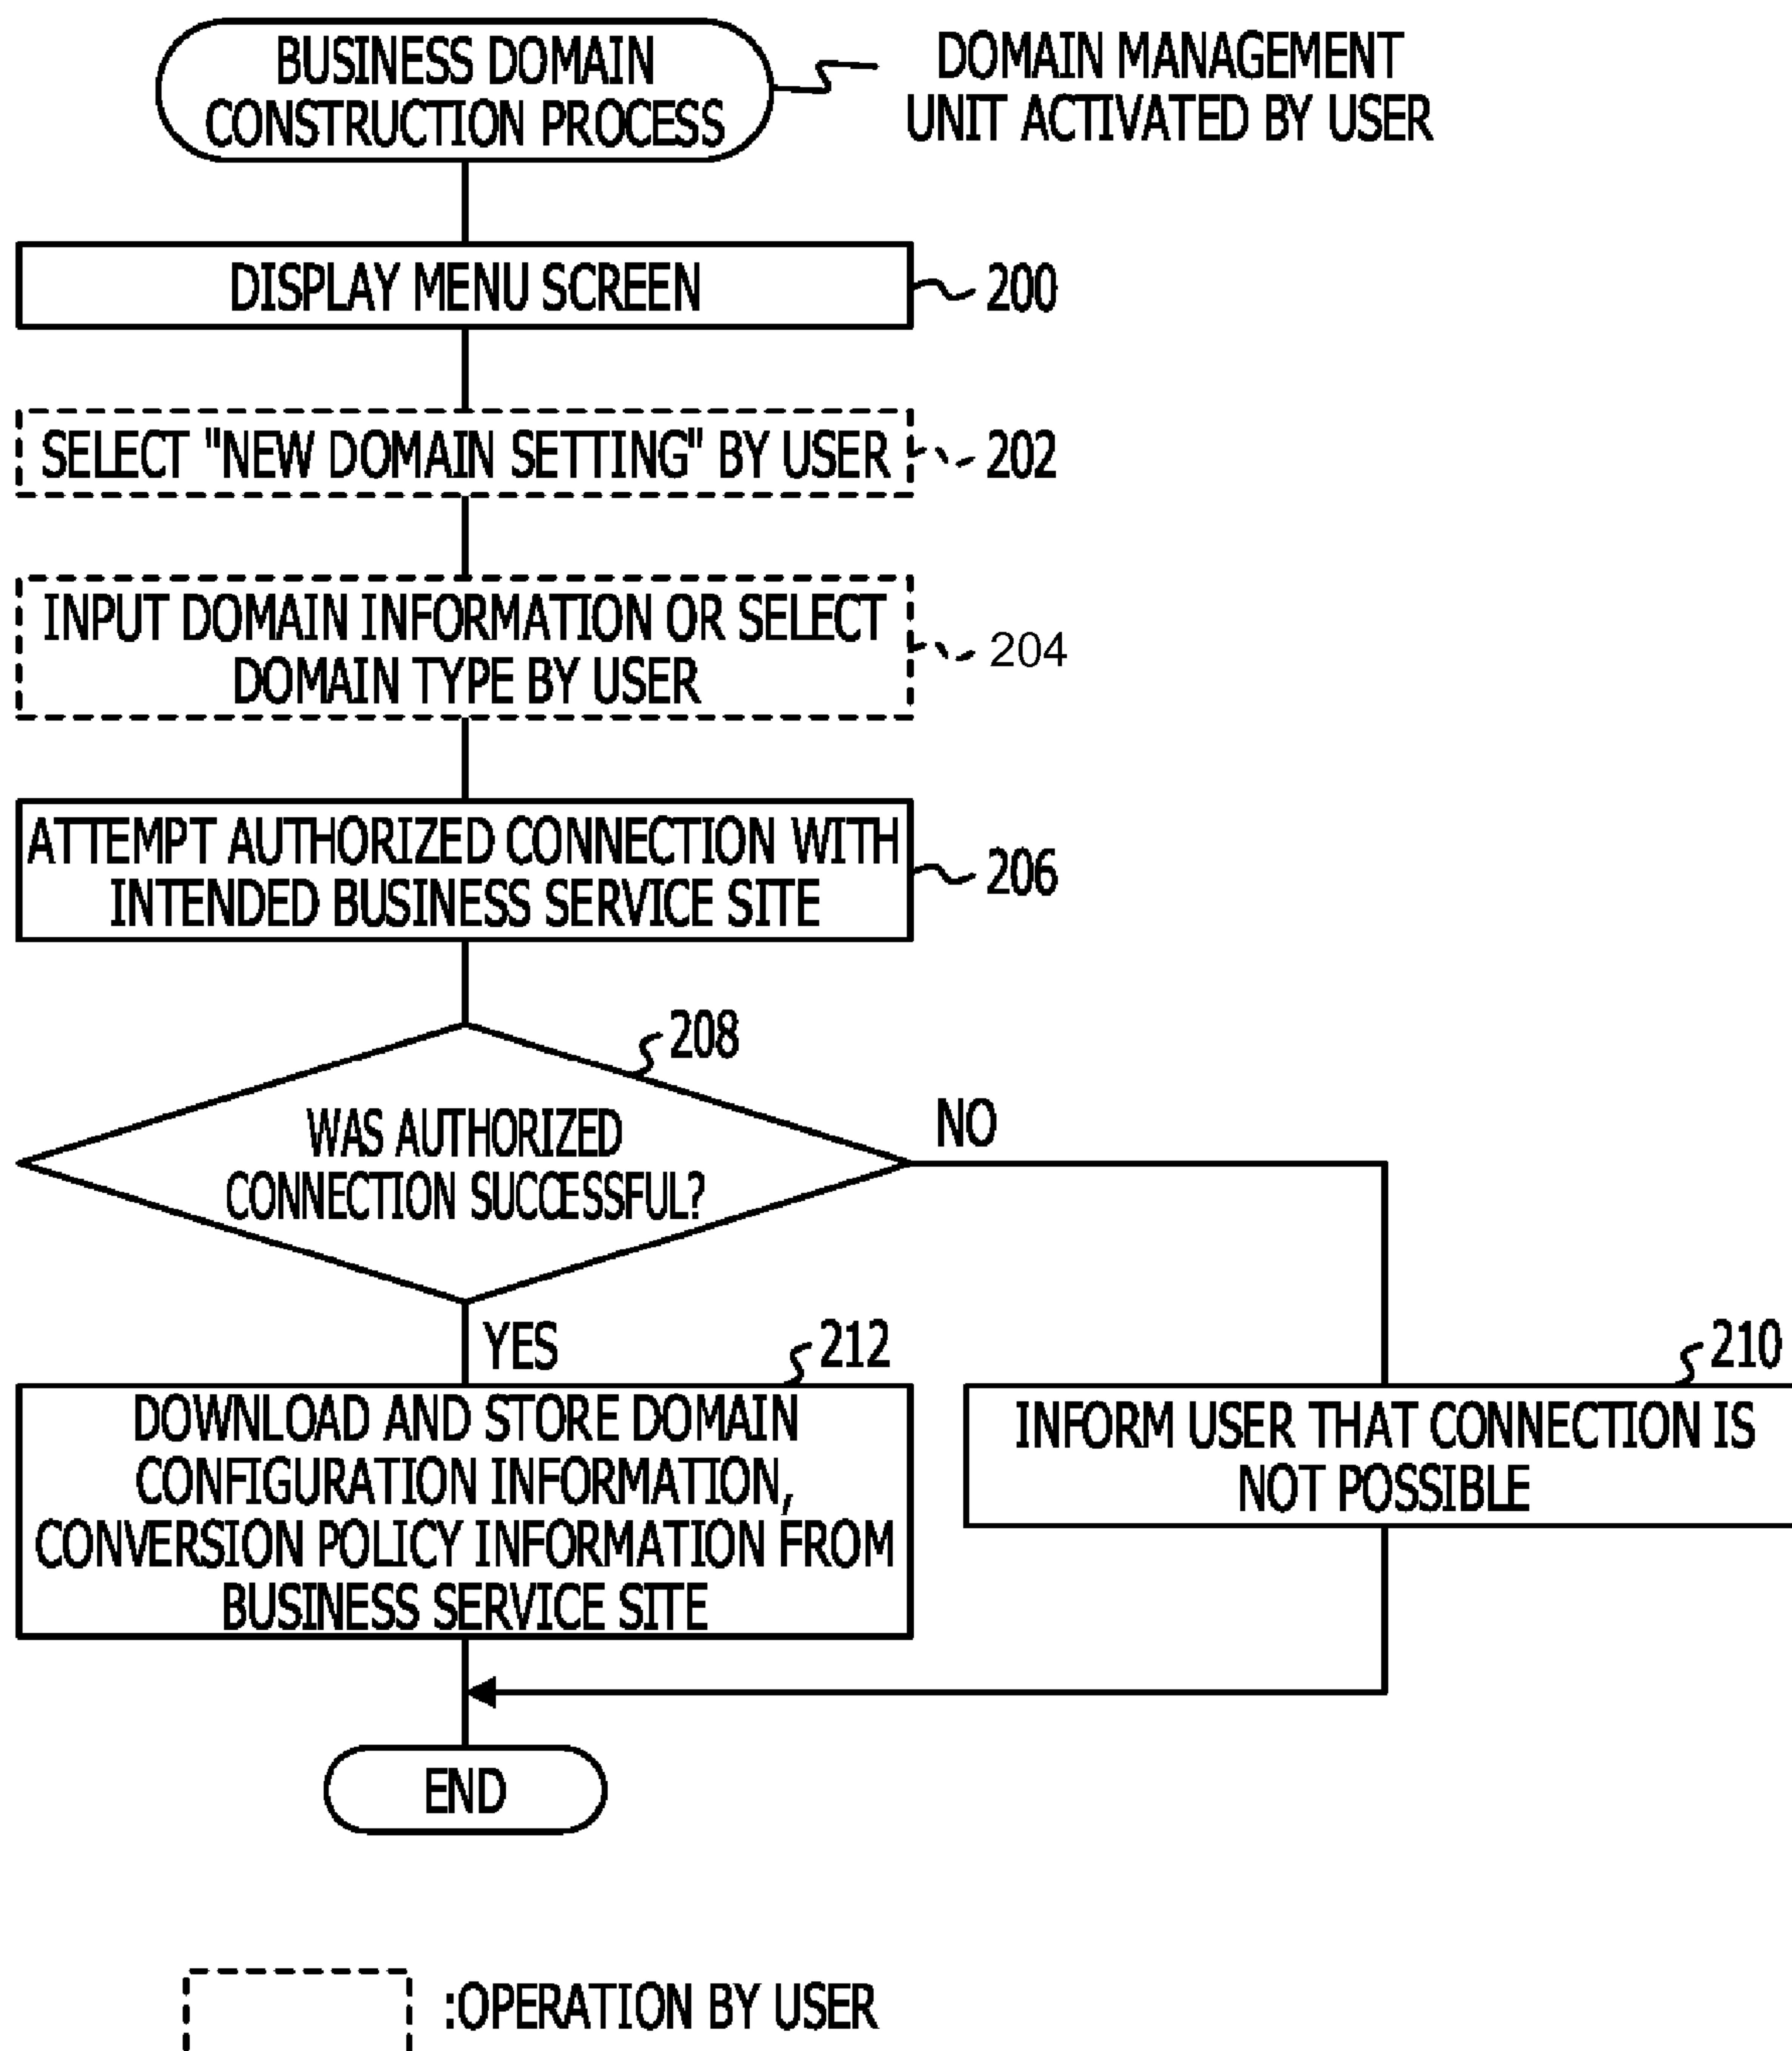 BUSINESS DOMAIN
CONSTRUCTION PROCESS
DOMAIN MANAGEMENT
UNIT ACTIVATED BY USER
DISPLAY MENU SCREEN
200
SELECT "NEW DOMAIN SETTING" BY USER
202
INPUT DOMAIN INFORMATION OR SELECT
DOMAIN TYPE BY USER
204
ATTEMPT AUTHORIZED CONNECTION WITH
INTENDED BUSINESS SERVICE SITE
206
208
WAS AUTHORIZED
CONNECTION SUCCESSFUL?
NO
YES
212
DOWNLOAD AND STORE DOMAIN
CONFIGURATION INFORMATION,
CONVERSION POLICY INFORMATION FROM
BUSINESS SERVICE SITE
210
INFORM USER THAT CONNECTION IS
NOT POSSIBLE
END
:OPERATION BY USER